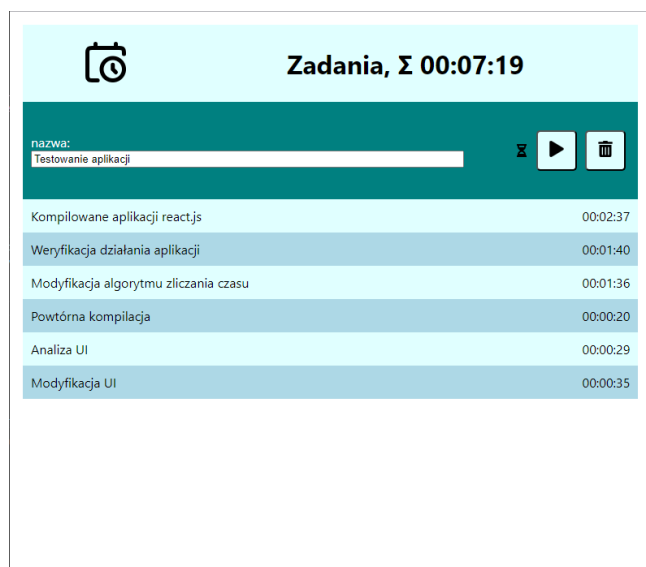 Zadania, Σ 00:07:19
nazwa:
Testowanie aplikacji
Kompilowane aplikacji react.js 00:02:37
Weryfikacja działania aplikacji 00:01:40
Modyfikacja algorytmu zliczania czasu 00:01:36
Powtórna kompilacja 00:00:20
Analiza UI 00:00:29
Modyfikacja UI 00:00:35